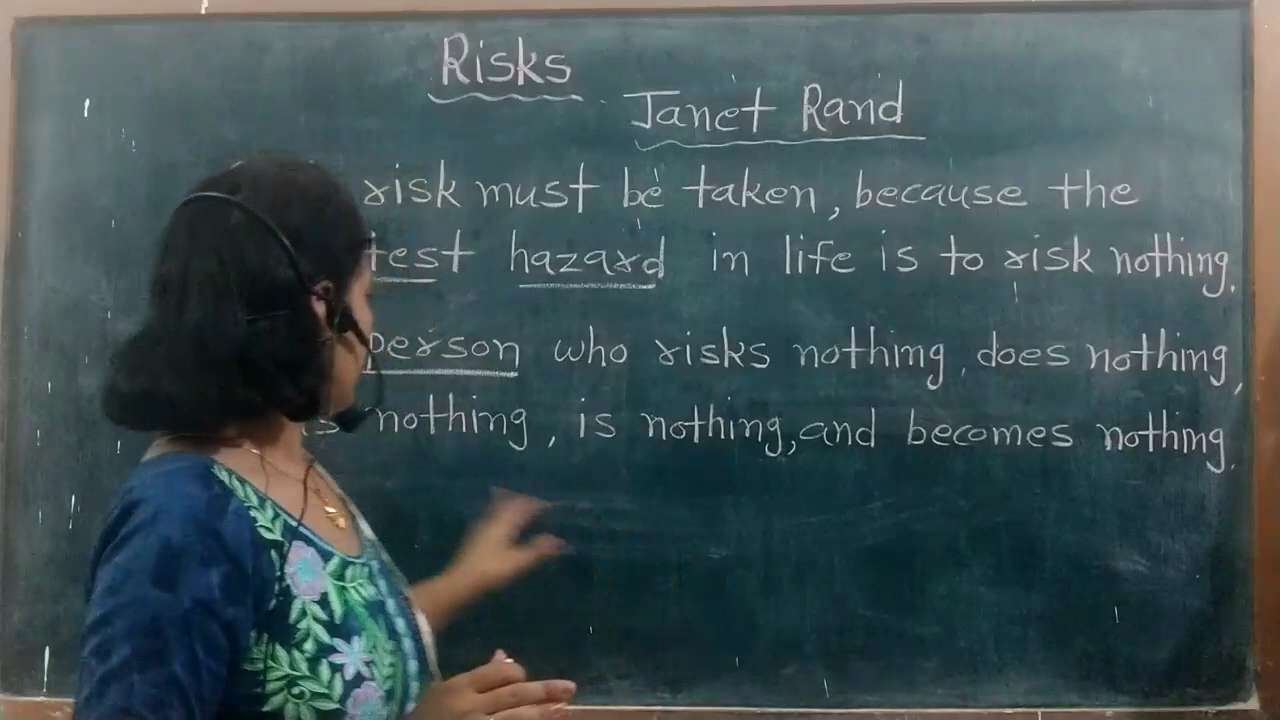 Risks
Janet Rand
risk must be taken, because the
test hazard in life is to risk nothing.
person who risks nothing, does nothing,
s nothing, is nothing, and becomes nothing.